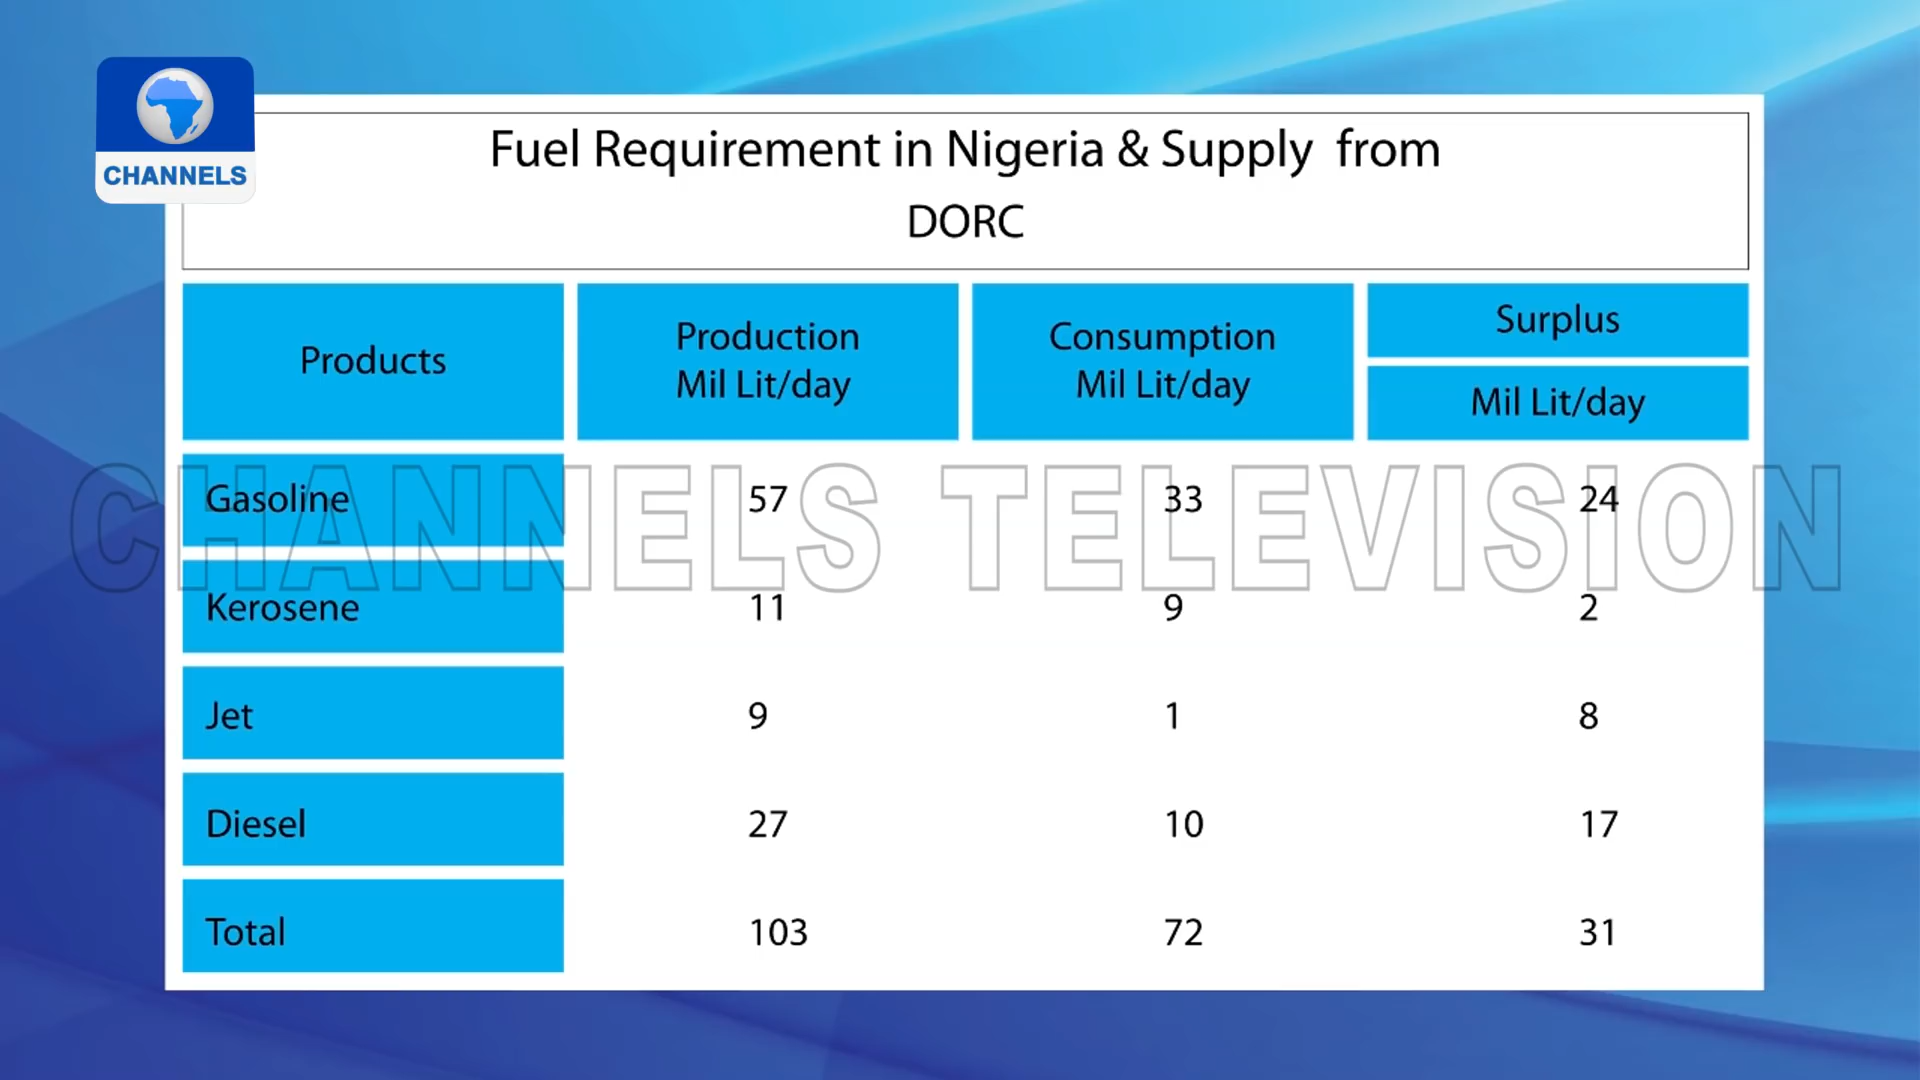 CHANNELS
Fuel Requirement in Nigeria & Supply from
DORC
Products
Production
Mil Lit/day
Consumption
Mil Lit/day
Surplus
Mil Lit/day
Gasoline 57 33 24
CHANNELS TELEVISION
Kerosene 11 9 2
Jet 9 1 8
Diesel 27 10 17
Total 103 72 31